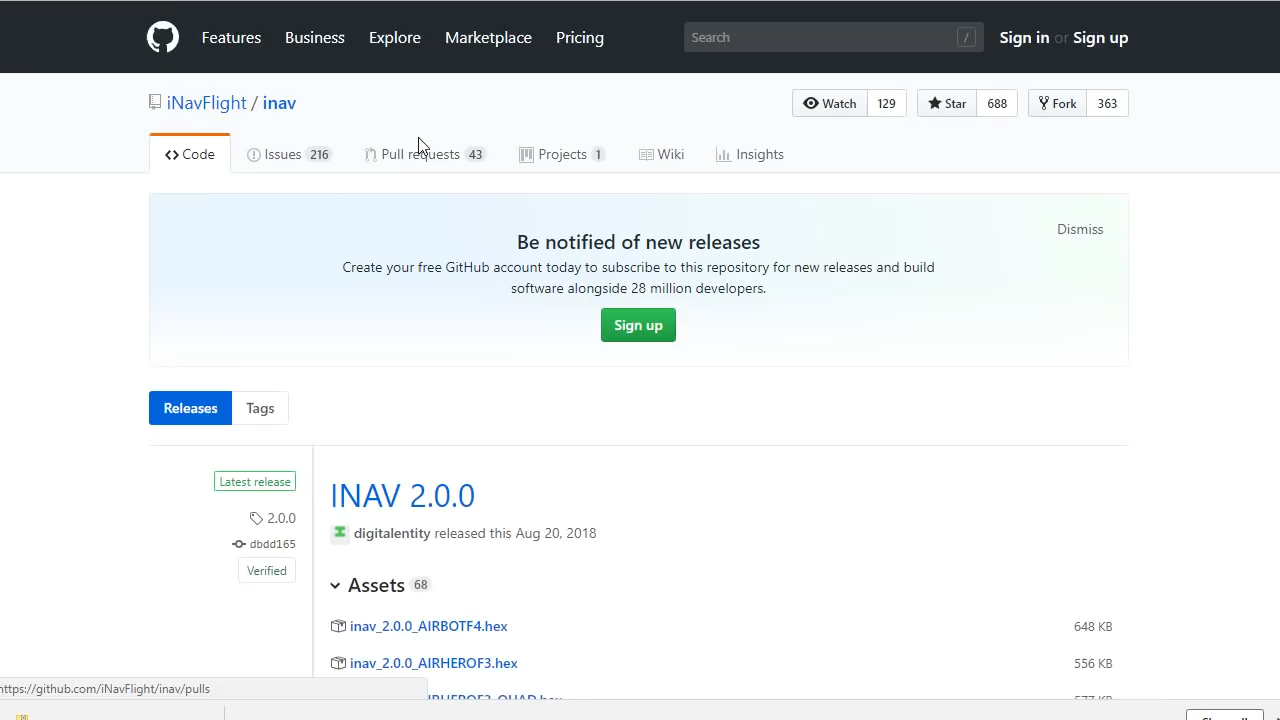 Features Business Explore Marketplace Pricing Search / Sign in or Sign up
iNavFlight / inav Watch 129 Star 688 Fork 363
Code Issues 216 Pull requests 43 Projects 1 Wiki Insights
Dismiss
Be notified of new releases
Create your free GitHub account today to subscribe to this repository for new releases and build
software alongside 28 million developers.
Sign up
Releases Tags
Latest release
2.0.0
dbdd165
Verified
INAV 2.0.0
digitalentity released this Aug 20, 2018
Assets 68
inav_2.0.0_AIRBOTF4.hex 648 KB
inav_2.0.0_AIRHEROF3.hex 556 KB
577 KB
https://github.com/iNavFlight/inav/pulls